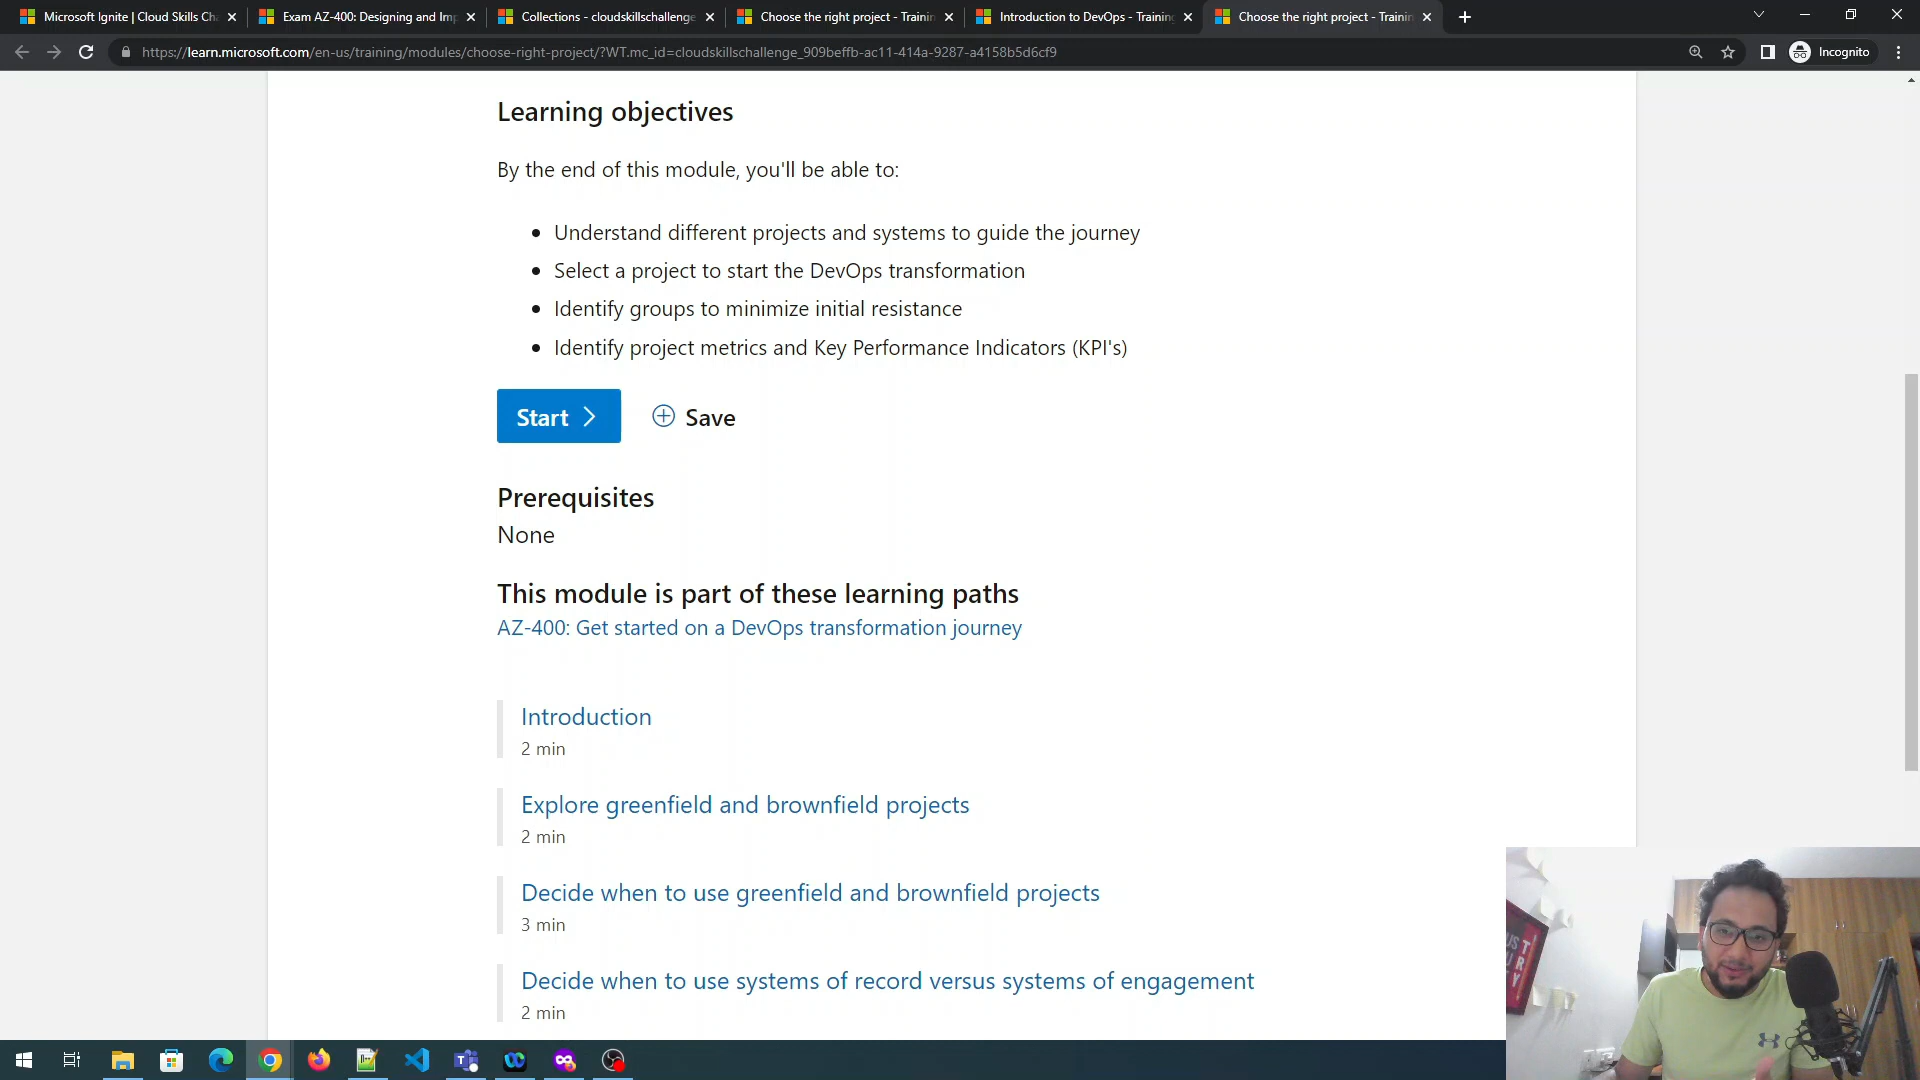 Microsoft Ignite | Cloud Skills Ch
Exam AZ-400: Designing and Imp
Collections - cloudskillschallenge
Choose the right project - Trainin
Introduction to DevOps - Training
Choose the right project - Trainin
https://learn.microsoft.com/en-us/training/modules/choose-right-project/?WT.mc_id=cloudskillschallenge_909beffb-ac11-414a-9287-a4158b5d6cf9
Incognito
Learning objectives
By the end of this module, you'll be able to:
Understand different projects and systems to guide the journey
Select a project to start the DevOps transformation
Identify groups to minimize initial resistance
Identify project metrics and Key Performance Indicators (KPI's)
Start
Save
Prerequisites
None
This module is part of these learning paths
AZ-400: Get started on a DevOps transformation journey
Introduction
2 min
Explore greenfield and brownfield projects
2 min
Decide when to use greenfield and brownfield projects
3 min
Decide when to use systems of record versus systems of engagement
2 min
TRY